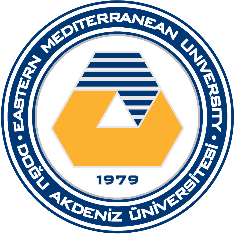 EASTERN MEDITERRANEAN UNIVERSITY
1979
DOĞU AKDENİZ ÜNİVERSİTESİ